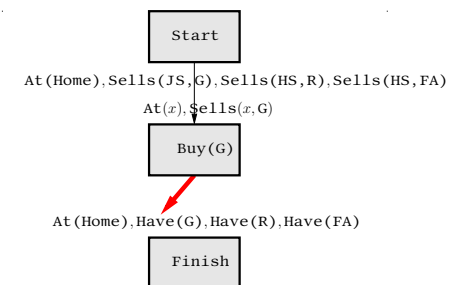 Start
At(Home),Sells(JS,G),Sells(HS,R),Sells(HS,FA)
At(x),Sells(x,G)
Buy(G)
At(Home),Have(G),Have(R),Have(FA)
Finish